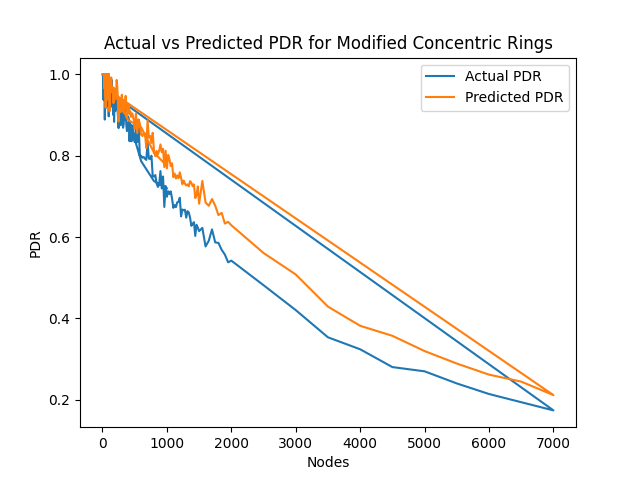 Actual vs Predicted PDR for Modified Concentric Rings
Actual PDR
Predicted PDR
PDR
1.0
0.8
0.6
0.4
0.2
0 1000 2000 3000 4000 5000 6000 7000
Nodes